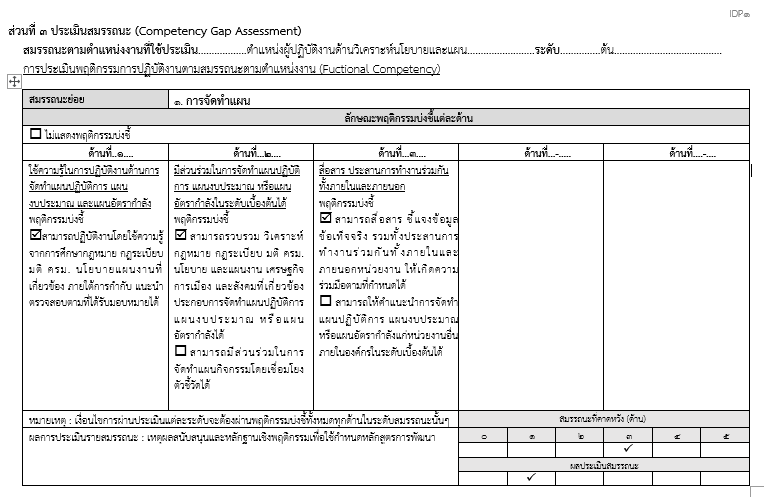 IDP๑
ส่วนที่ ๓ ประเมินสมรรถนะ (Competency Gap Assessment)
สมรรถนะตามตำแหน่งงานที่ใช้ประเมิน.................ตำแหน่งผู้ปฏิบัติงานด้านวิเคราะห์นโยบายและแผน........................ระดับ..............ต้น......................................
การประเมินพฤติกรรมการปฏิบัติงานตามสมรรถนะตามตำแหน่งงาน (Fuctional Competency)
สมรรถนะย่อย ๑. การจัดทำแผน
ลักษณะพฤติกรรมบ่งชี้แต่ละด้าน
☐ ไม่แสดงพฤติกรรมบ่งชี้
ด้านที่...๑.... ด้านที่...๒.... ด้านที่...๓.... ด้านที่...-..... ด้านที่....-....
ใช้ความรู้ในการปฏิบัติงานด้านการ
จัดทำแผนปฏิบัติการ แผน
งบประมาณ และแผนอัตรากำลัง
พฤติกรรมบ่งชี้
☑สามารถปฏิบัติงานโดยใช้ความรู้
จากการศึกษากฎหมาย กฎระเบียบ
มติ ครม. นโยบายแผนงานที่
เกี่ยวข้อง ภายใต้การกำกับ แนะนำ
ตรวจสอบตามที่ได้รับมอบหมายได้
มีส่วนร่วมในการจัดทำแผนปฏิบัติ
การ แผนงบประมาณ หรือแผน
อัตรากำลังในระดับเบื้องต้นได้
พฤติกรรมบ่งชี้
☑ สามารถรวบรวม วิเคราะห์
กฎหมาย กฎระเบียบ มติ ครม.
นโยบาย และแผนงาน เศรษฐกิจ
การเมือง และสังคมที่เกี่ยวข้อง
ประกอบการจัดทำแผนปฏิบัติการ
แผนงบประมาณ หรือแผน
อัตรากำลังได้
☐ สามารถมีส่วนร่วมในการ
จัดทำแผนกิจกรรมโดยเชื่อมโยง
ตัวชี้วัดได้
สื่อสาร ประสานการทำงานร่วมกัน
ทั้งภายในและภายนอก
พฤติกรรมบ่งชี้
☑ สามารถสื่อสาร ชี้แจงข้อมูล
ข้อเท็จจริง รวมทั้งประสานการ
ทำงานร่วมกันทั้งภายในและ
ภายนอกหน่วยงาน ให้เกิดความ
ร่วมมือตามที่กำหนดได้
☐ สามารถให้คำแนะนำการจัดทำ
แผนปฏิบัติการ แผนงบประมาณ
หรือแผนอัตรากำลังแก่หน่วยงานอื่น
ภายในองค์กรในระดับเบื้องต้นได้
หมายเหตุ : เงื่อนไขการผ่านประเมินแต่ละระดับจะต้องผ่านพฤติกรรมบ่งชี้ทั้งหมดทุกด้านในระดับสมรรถนะนั้นๆ
สมรรถนะที่คาดหวัง (ด้าน)
ผลการประเมินรายสมรรถนะ : เหตุผลสนับสนุนและหลักฐานเชิงพฤติกรรมเพื่อใช้กำหนดหลักสูตรการพัฒนา
๐ ๑ ๒ ๓ ๔ ๕
✓
ผลประเมินสมรรถนะ
✓